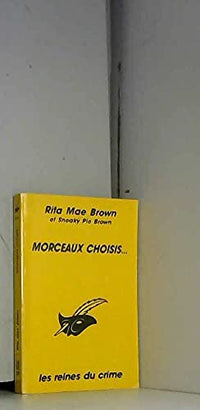 Rita Mae Brown
et Sneaky Pie Brown
MORCEAUX CHOISIS...
les reines du crime